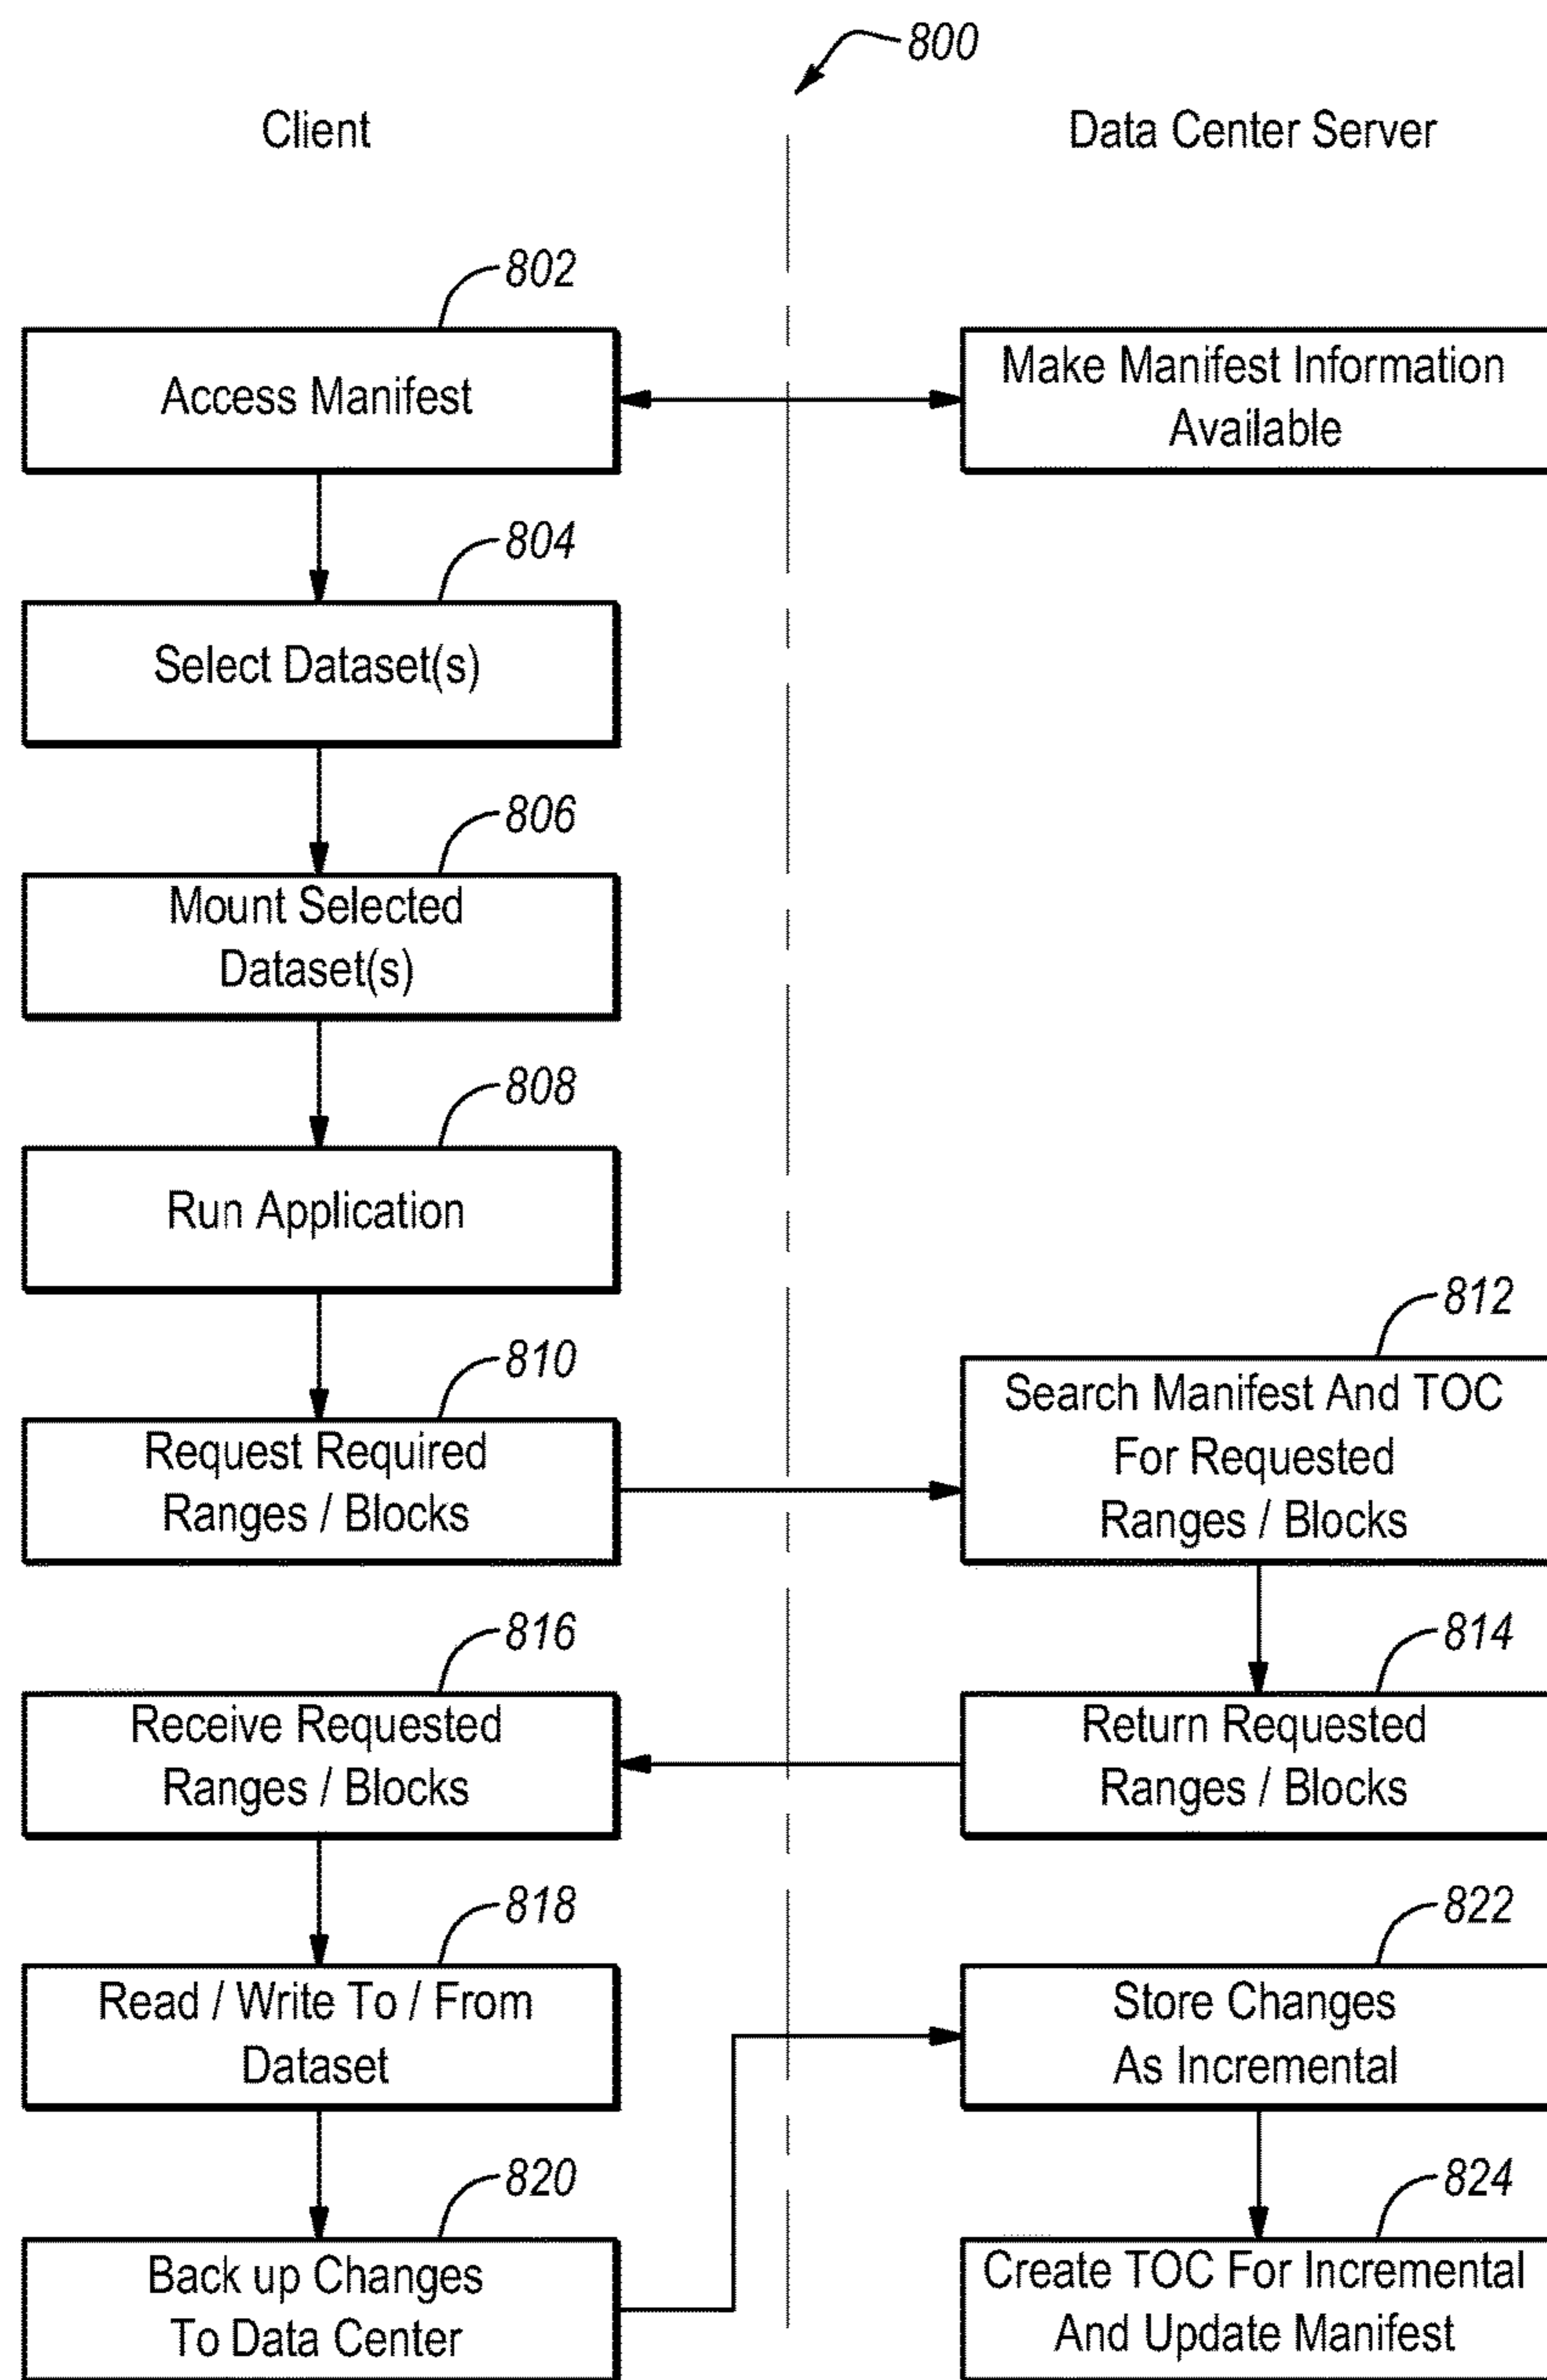 800
Client
Data Center Server
802
Access Manifest
Make Manifest Information
Available
804
Select Dataset(s)
806
Mount Selected
Dataset(s)
808
Run Application
810
Request Required
Ranges / Blocks
812
Search Manifest And TOC
For Requested
Ranges / Blocks
814
Return Requested
Ranges / Blocks
816
Receive Requested
Ranges / Blocks
818
Read / Write To / From
Dataset
820
Back up Changes
To Data Center
822
Store Changes
As Incremental
824
Create TOC For Incremental
And Update Manifest